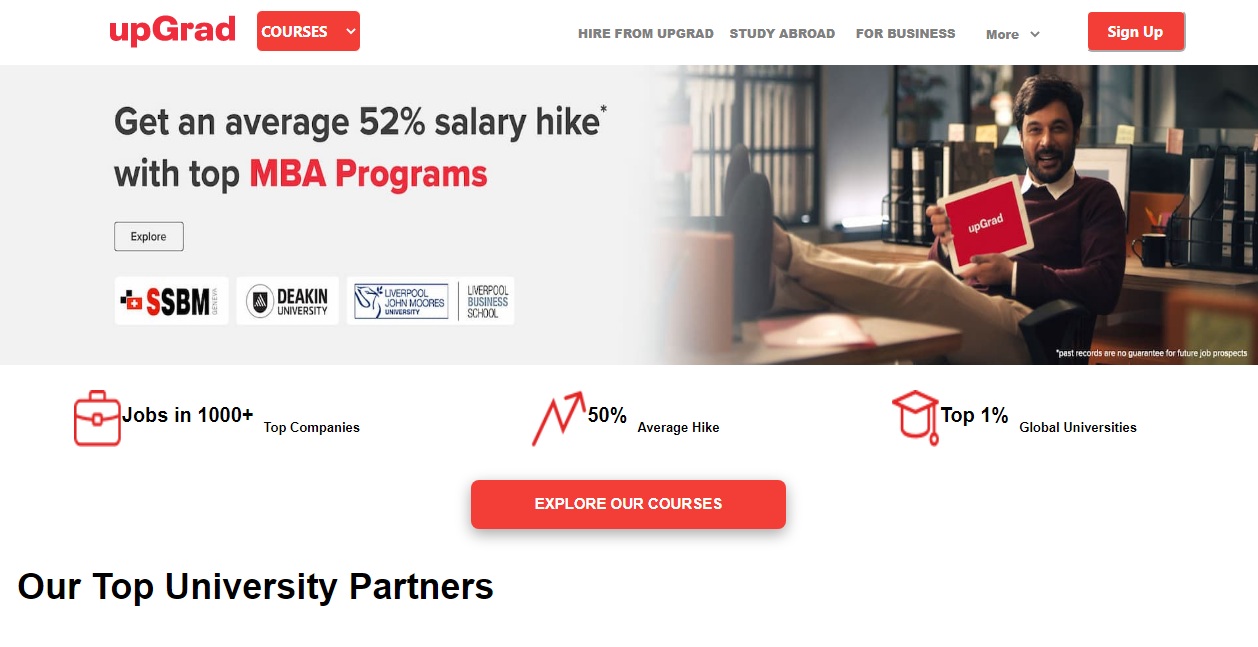 upGrad
COURSES
HIRE FROM UPGRAD
STUDY ABROAD
FOR BUSINESS
More
Sign Up
Get an average 52% salary hike*
with top MBA Programs
Explore
SSBM GENEVA
DEAKIN
UNIVERSITY
LIVERPOOL
JOHN MOORES
UNIVERSITY
LIVERPOOL
BUSINESS
SCHOOL
upGrad
*past records are no guarantee for future job prospects
Jobs in 1000+ Top Companies
50% Average Hike
Top 1% Global Universities
EXPLORE OUR COURSES
Our Top University Partners